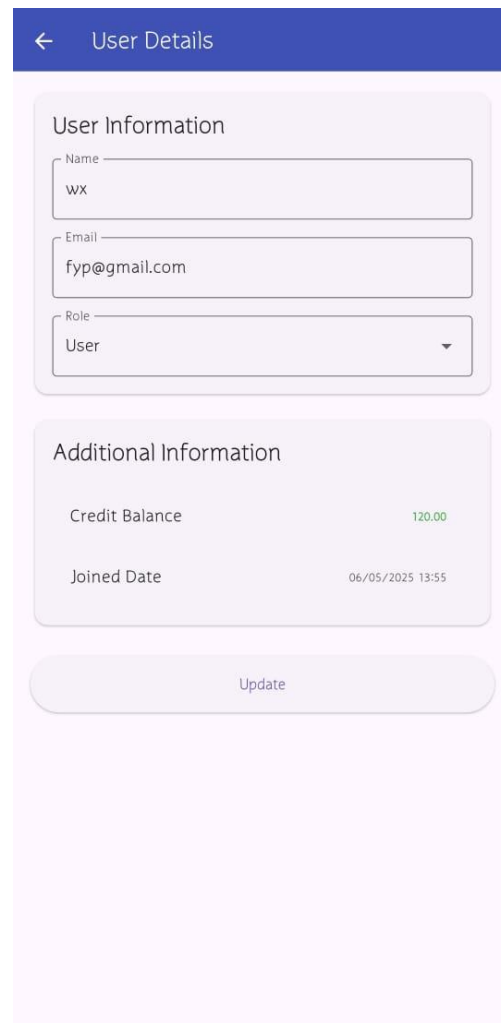 User Details
User Information
Name
wx
Email
fyp@gmail.com
Role
User
Additional Information
Credit Balance 120.00
Joined Date 06/05/2025 13:55
Update